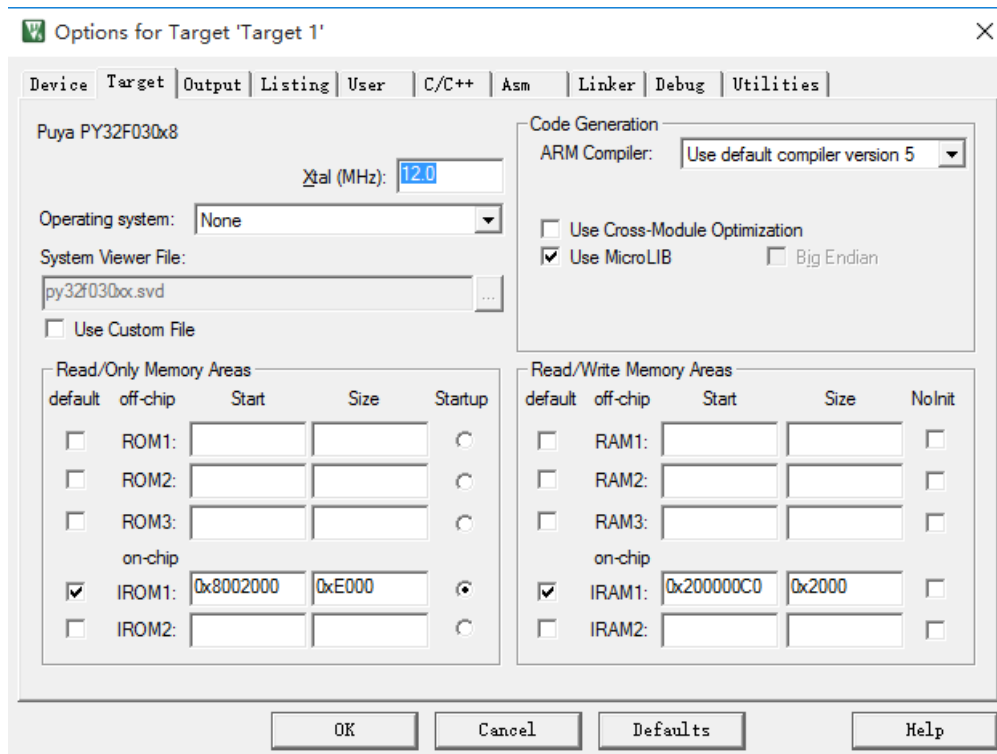 Options for Target 'Target 1'
Device Target Output Listing User C/C++ Asm Linker Debug Utilities
Puya PY32F030x8
Xtal (MHz): 12.0
Operating system: None
System Viewer File:
py32f030xx.svd ...
Use Custom File
Code Generation
ARM Compiler: Use default compiler version 5
Use Cross-Module Optimization
Use MicroLIB Big Endian
Read/Only Memory Areas
default off-chip Start Size Startup
ROM1:
ROM2:
ROM3:
on-chip
IROM1: 0x8002000 0xE000
IROM2:
Read/Write Memory Areas
default off-chip Start Size NoInit
RAM1:
RAM2:
RAM3:
on-chip
IRAM1: 0x200000C0 0x2000
IRAM2:
OK Cancel Defaults Help